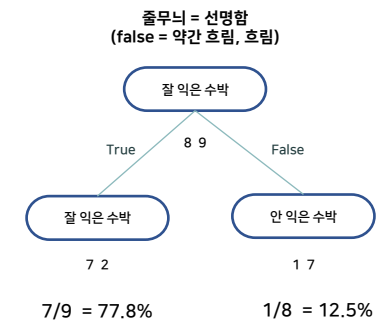 줄무늬 = 선명함
(false = 약간 흐림, 흐림)
잘 익은 수박
True
8 9
False
잘 익은 수박
안 익은 수박
7 2
1 7
7/9 = 77.8%
1/8 = 12.5%